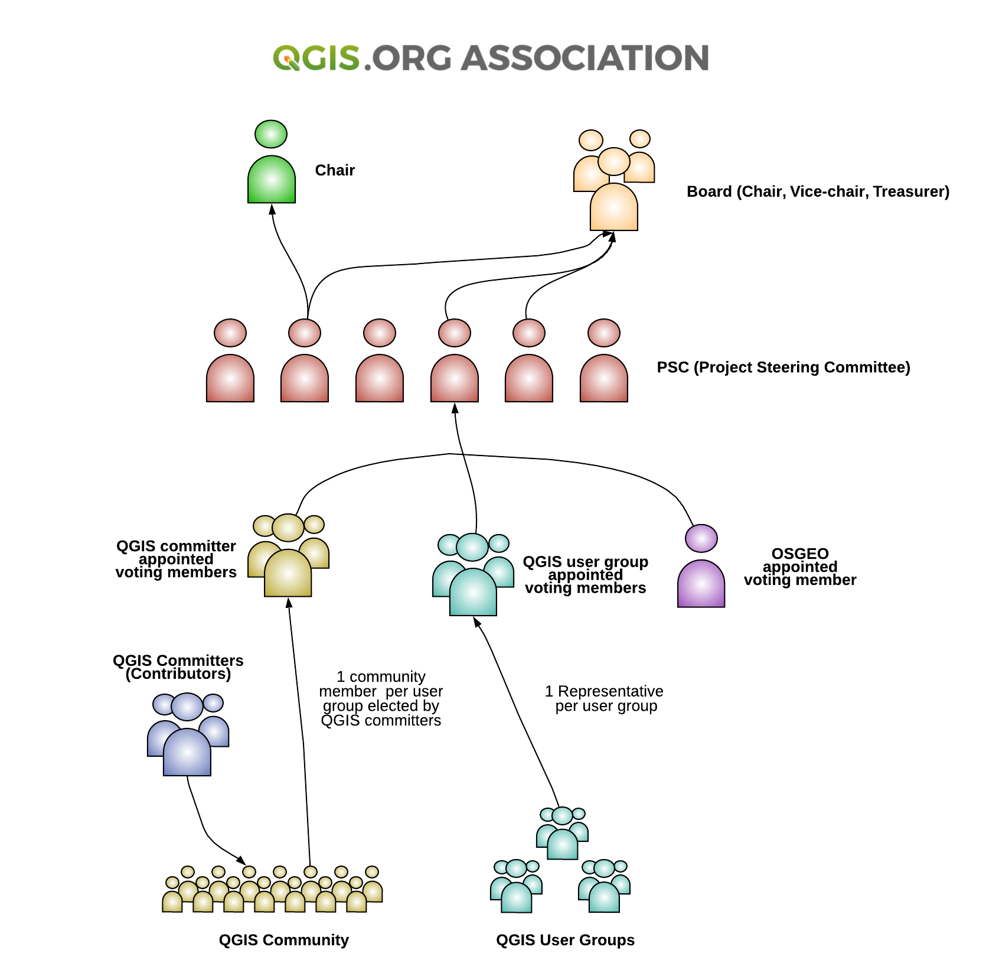 QGIS.ORG ASSOCIATION
Chair
Board (Chair, Vice-chair, Treasurer)
PSC (Project Steering Committee)
QGIS committer
appointed
voting members
QGIS user group
appointed
voting members
OSGEO
appointed
voting member
QGIS Committers
(Contributors)
1 community
member per user
group elected by
QGIS committers
1 Representative
per user group
QGIS Community
QGIS User Groups